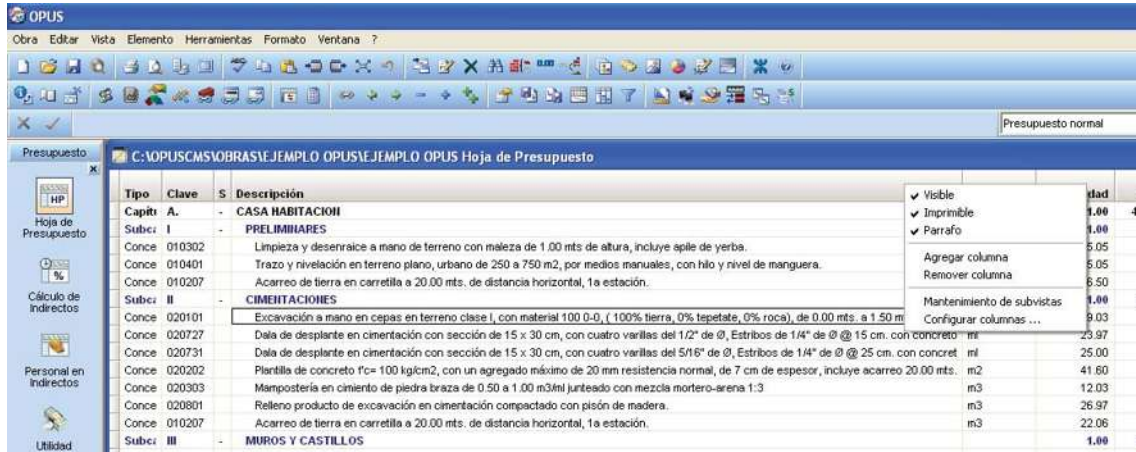 OPUS
Obra Editar Vista Elemento Herramientas Formato Ventana ?
Presupuesto normal
Presupuesto
C:\OPUSCMS\OBRAS\EJEMPLO OPUS\EJEMPLO OPUS Hoja de Presupuesto
HP
Hoja de
Presupuesto
%
Cálculo de
Indirectos
Personal en
Indirectos
Utilidad
Tipo Clave S Descripción dad
Capítu A. - CASA HABITACION 1.00 4
Subca I - PRELIMINARES 1.00
Conce 010302 Limpieza y desenraice a mano de terreno con maleza de 1.00 mts de altura, incluye apile de yerba. 5.05
Conce 010401 Trazo y nivelación en terreno plano, urbano de 250 a 750 m2, por medios manuales, con hilo y nivel de manguera. 5.05
Conce 010207 Acarreo de tierra en carretilla a 20.00 mts. de distancia horizontal, 1a estación. 6.50
Subca II - CIMENTACIONES 1.00
Conce 020101 Excavación a mano en cepas en terreno clase I, con material 100 0-0, ( 100% tierra, 0% tepetate, 0% roca), de 0.00 mts. a 1.50 m 9.03
Conce 020727 Dala de desplante en cimentación con sección de 15 x 30 cm, con cuatro varillas del 1/2" de Ø, Estribos de 1/4" de Ø @ 15 cm. con concreto ml 23.97
Conce 020731 Dala de desplante en cimentación con sección de 15 x 30 cm, con cuatro varillas del 5/16" de Ø, Estribos de 1/4" de Ø @ 25 cm. con concret ml 25.00
Conce 020202 Plantilla de concreto f'c= 100 kg/cm2, con un agregado máximo de 20 mm resistencia normal, de 7 cm de espesor, incluye acarreo 20.00 mts. m2 41.60
Conce 020303 Mampostería en cimiento de piedra braza de 0.50 a 1.00 m3/ml junteado con mezcla mortero-arena 1:3 m3 12.03
Conce 020801 Relleno producto de excavación en cimentación compactado con pisón de madera. m3 26.97
Conce 010207 Acarreo de tierra en carretilla a 20.00 mts. de distancia horizontal, 1a estación. m3 22.06
Subca III - MUROS Y CASTILLOS 1.00
Visible
Imprimible
Parrafo
Agregar columna
Remover columna
Mantenimiento de subvistas
Configurar columnas ...